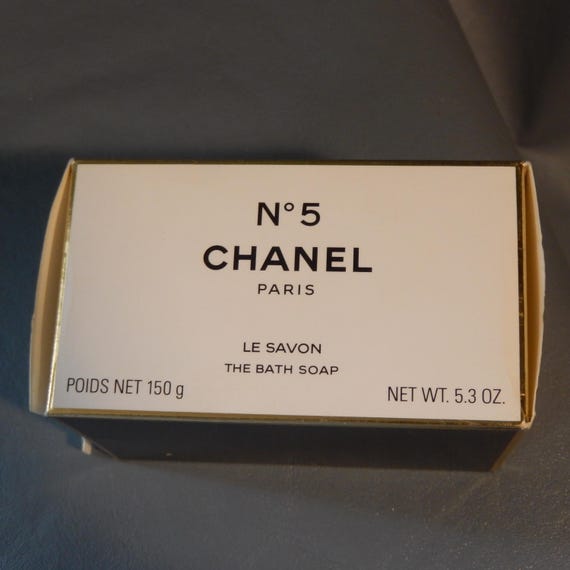 N°5
CHANEL
PARIS
LE SAVON
THE BATH SOAP
POIDS NET 150 g
NET WT. 5.3 OZ.